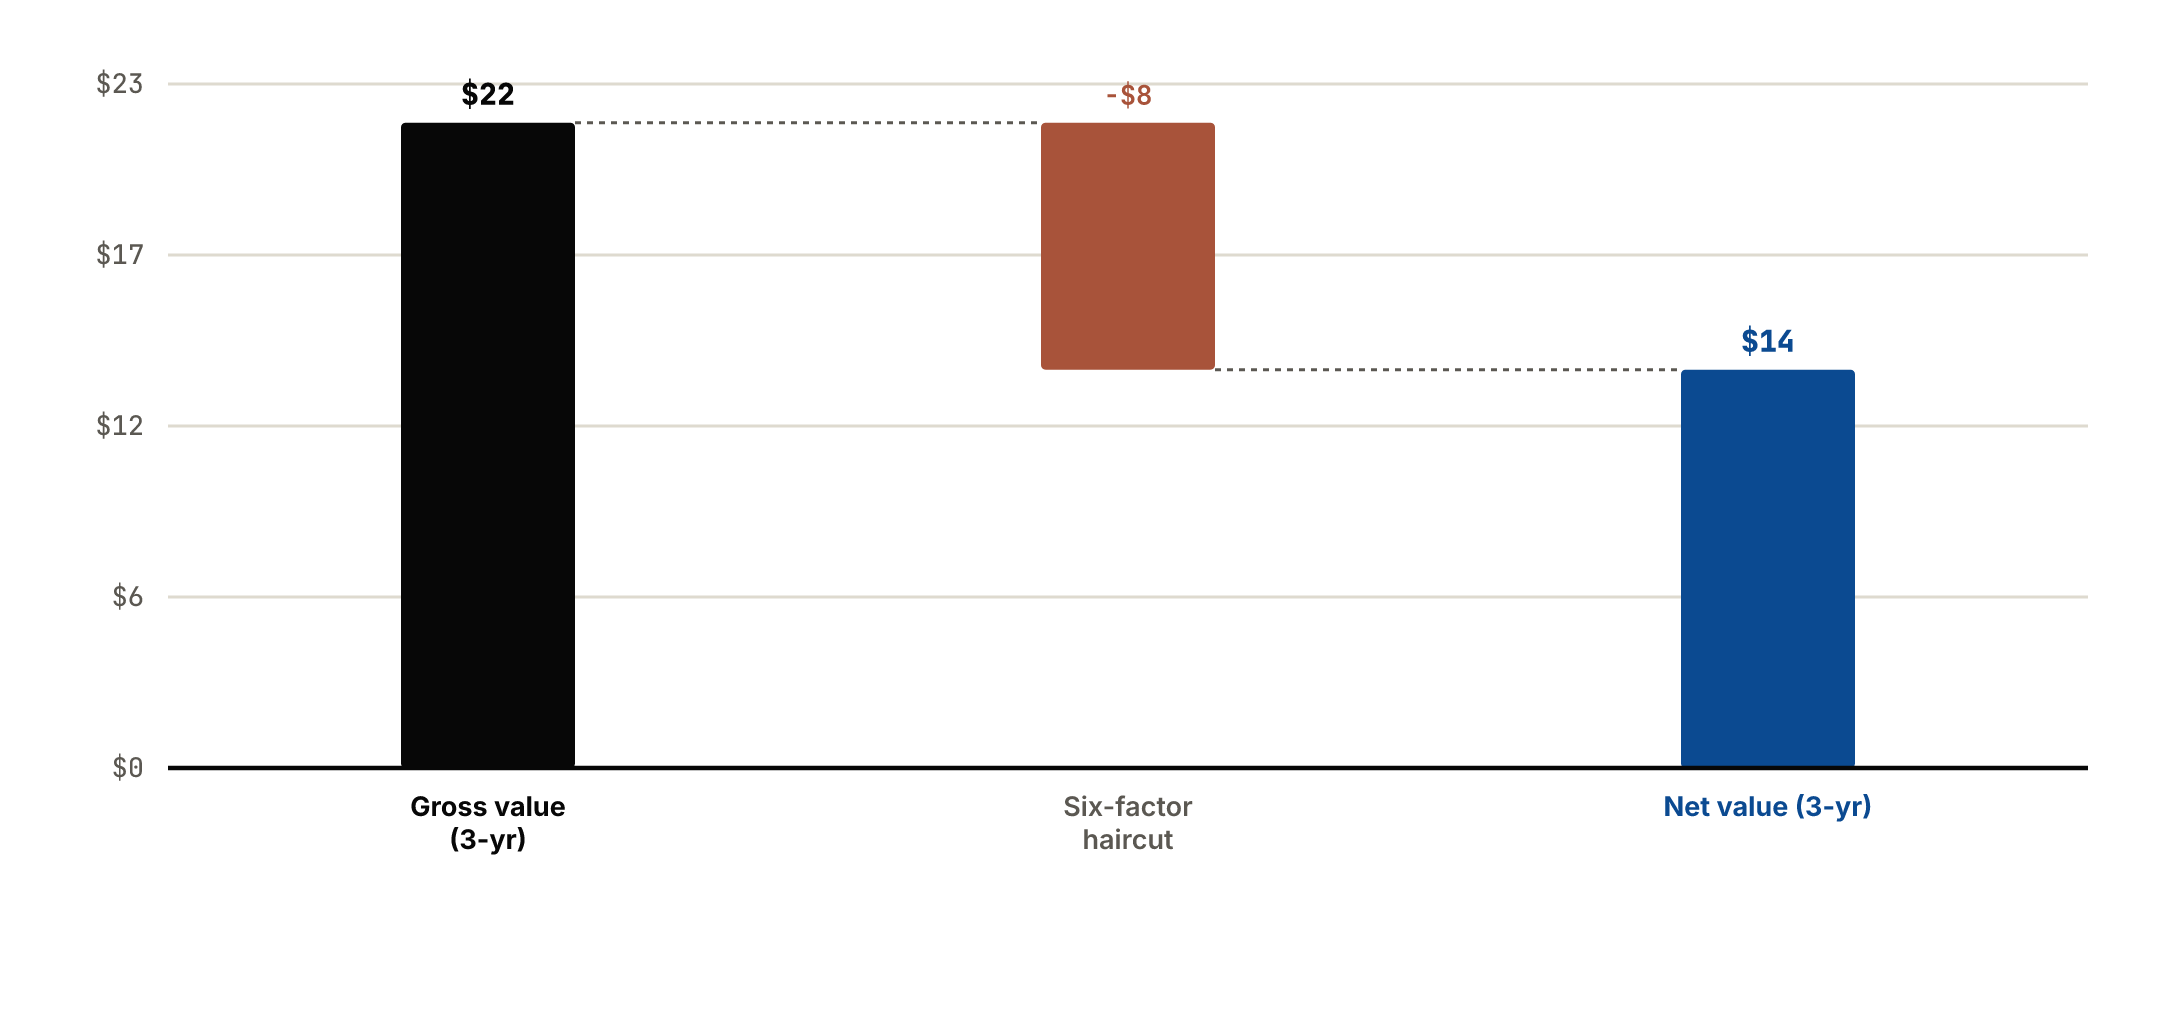 $23
$22
-$8
$17
$14
$12
$6
$0
Gross value
(3-yr)
Six-factor
haircut
Net value (3-yr)